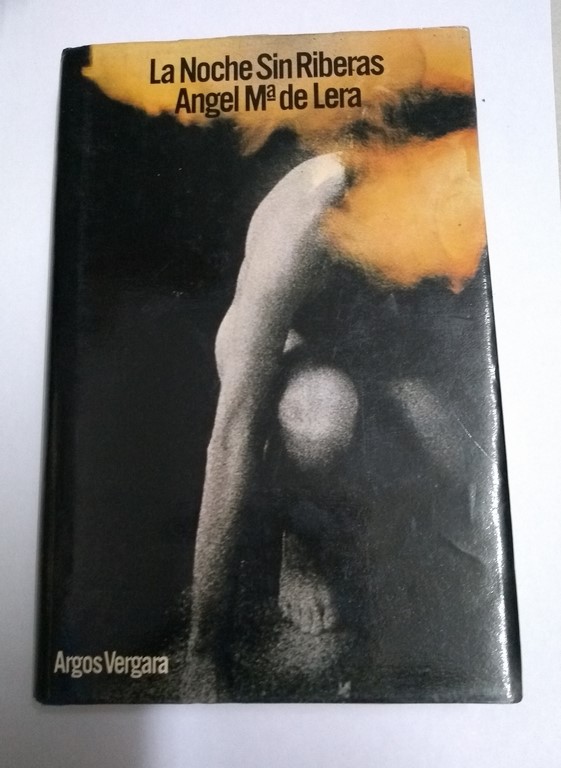 La Noche Sin Riberas
Angel Mª de Lera
Argos Vergara